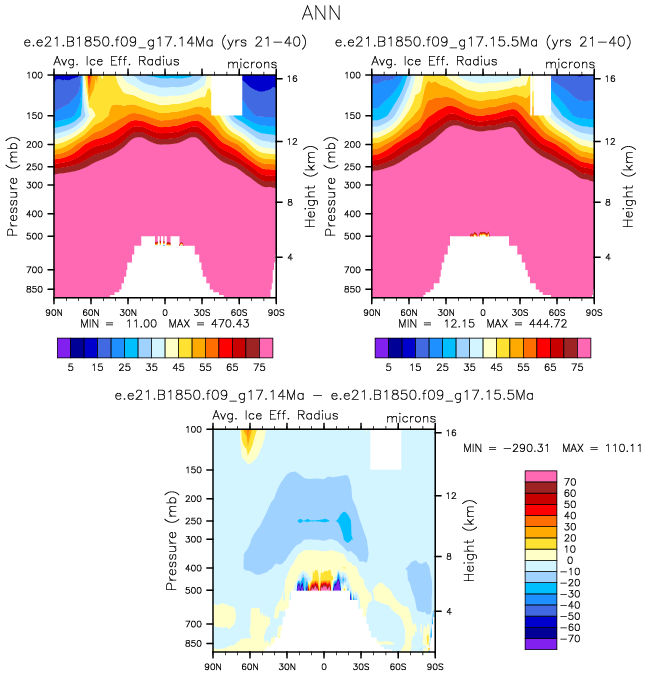 ANN
e.e21.B1850.f09_g17.14Ma (yrs 21-40)
Avg. Ice Eff. Radius microns
100
150
200
250
300
400
500
700
850
Pressure (mb)
16
12
8
4
Height (km)
90N 60N 30N 0 30S 60S 90S
MIN = 11.00 MAX = 470.43
5 15 25 35 45 55 65 75
e.e21.B1850.f09_g17.15.5Ma (yrs 21-40)
Avg. Ice Eff. Radius microns
100
150
200
250
300
400
500
700
850
Pressure (mb)
16
12
8
4
Height (km)
90N 60N 30N 0 30S 60S 90S
MIN = 12.15 MAX = 444.72
5 15 25 35 45 55 65 75
e.e21.B1850.f09_g17.14Ma - e.e21.B1850.f09_g17.15.5Ma
Avg. Ice Eff. Radius microns
100
150
200
250
300
400
500
700
850
Pressure (mb)
16
12
8
4
Height (km)
90N 60N 30N 0 30S 60S 90S
MIN = -290.31 MAX = 110.11
70
60
50
40
30
20
10
0
-10
-20
-30
-40
-50
-60
-70